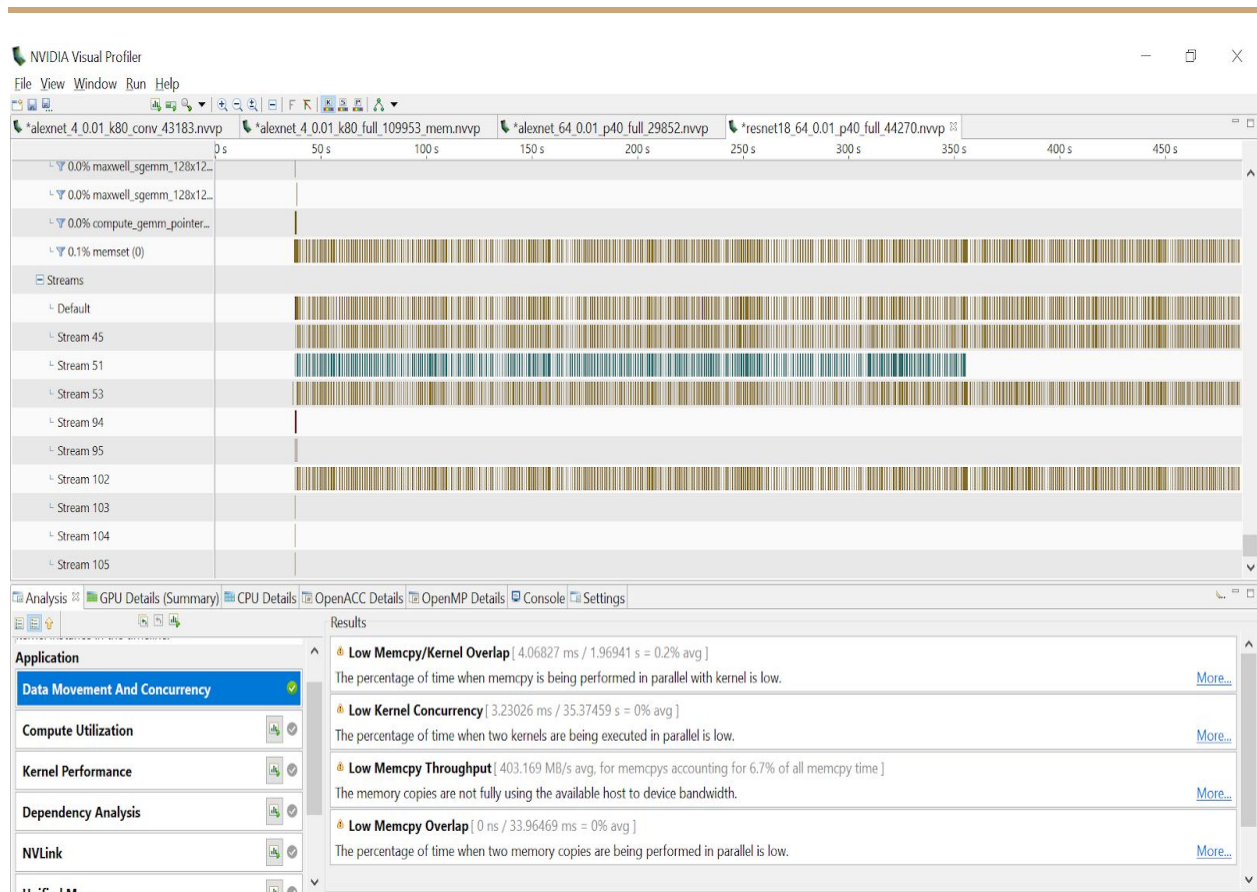 NVIDIA Visual Profiler
File View Window Run Help
*alexnet_4_0.01_k80_conv_43183.nvvp *alexnet_4_0.01_k80_full_109953_mem.nvvp *alexnet_64_0.01_p40_full_29852.nvvp *resnet18_64_0.01_p40_full_44270.nvvp
0 s 50 s 100 s 150 s 200 s 250 s 300 s 350 s 400 s 450 s
0.0% maxwell_sgemm_128x12...
0.0% maxwell_sgemm_128x12...
0.0% compute_gemm_pointer...
0.1% memset (0)
Streams
Default
Stream 45
Stream 51
Stream 53
Stream 94
Stream 95
Stream 102
Stream 103
Stream 104
Stream 105
Analysis GPU Details (Summary) CPU Details OpenACC Details OpenMP Details Console Settings
Results
Application
Data Movement And Concurrency
Compute Utilization
Kernel Performance
Dependency Analysis
NVLink
Low Memcpy/Kernel Overlap [ 4.06827 ms / 1.96941 s = 0.2% avg ]
The percentage of time when memcpy is being performed in parallel with kernel is low. More...
Low Kernel Concurrency [ 3.23026 ms / 35.37459 s = 0% avg ]
The percentage of time when two kernels are being executed in parallel is low. More...
Low Memcpy Throughput [ 403.169 MB/s avg, for memcpys accounting for 6.7% of all memcpy time ]
The memory copies are not fully using the available host to device bandwidth. More...
Low Memcpy Overlap [ 0 ns / 33.96469 ms = 0% avg ]
The percentage of time when two memory copies are being performed in parallel is low. More...